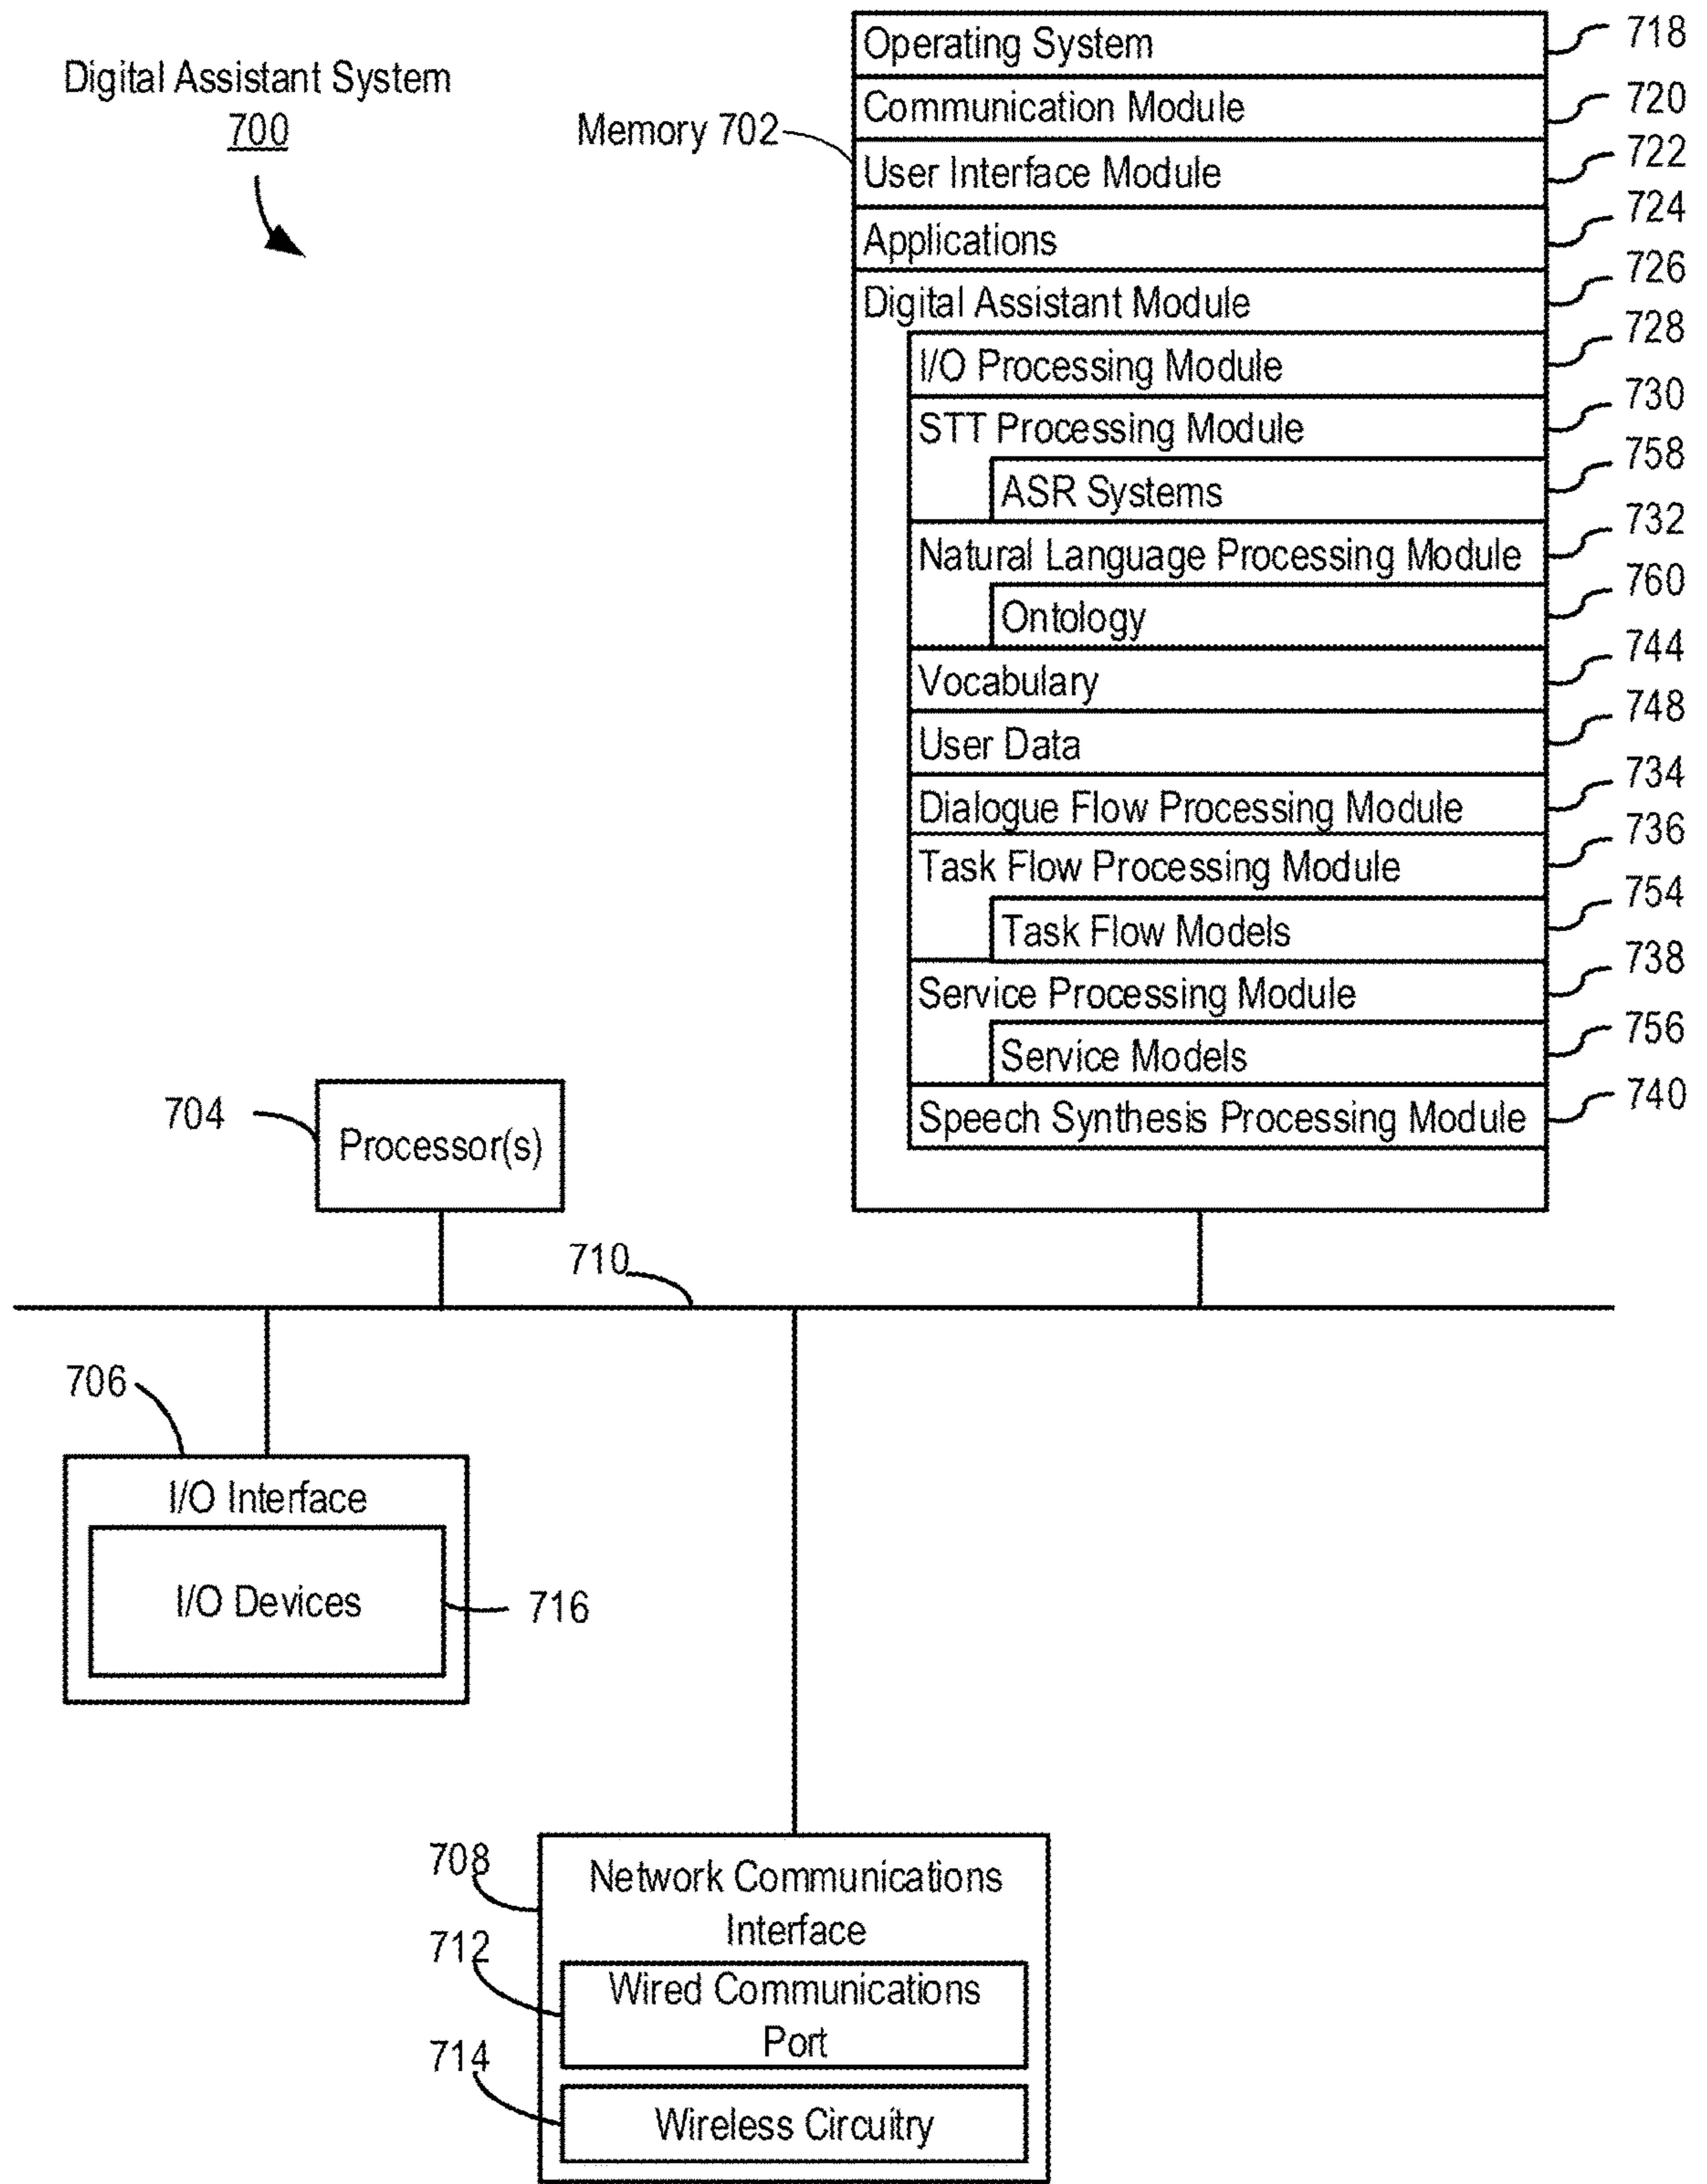 Digital Assistant System
700
Memory 702
Operating System 718
Communication Module 720
User Interface Module 722
Applications 724
Digital Assistant Module 726
I/O Processing Module 728
STT Processing Module 730
ASR Systems 758
Natural Language Processing Module 732
Ontology 760
Vocabulary 744
User Data 748
Dialogue Flow Processing Module 734
Task Flow Processing Module 736
Task Flow Models 754
Service Processing Module 738
Service Models 756
Speech Synthesis Processing Module 740
704
Processor(s)
710
706
I/O Interface
I/O Devices
716
708
Network Communications
Interface
712
Wired Communications
Port
714
Wireless Circuitry